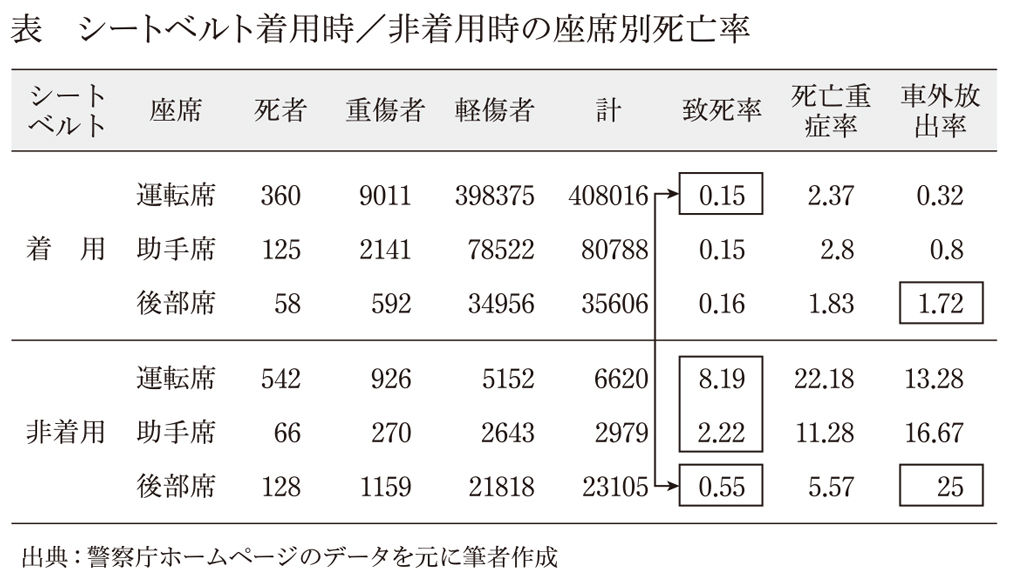 表　シートベルト着用時／非着用時の座席別死亡率
シートベルト 座席 死者 重傷者 軽傷者 計 致死率 死亡重症率 車外放出率
運転席 360 9011 398375 408016 0.15 2.37 0.32
着　用 助手席 125 2141 78522 80788 0.15 2.8 0.8
後部席 58 592 34956 35606 0.16 1.83 1.72
運転席 542 926 5152 6620 8.19 22.18 13.28
非着用 助手席 66 270 2643 2979 2.22 11.28 16.67
後部席 128 1159 21818 23105 0.55 5.57 25
出典：警察庁ホームページのデータを元に筆者作成